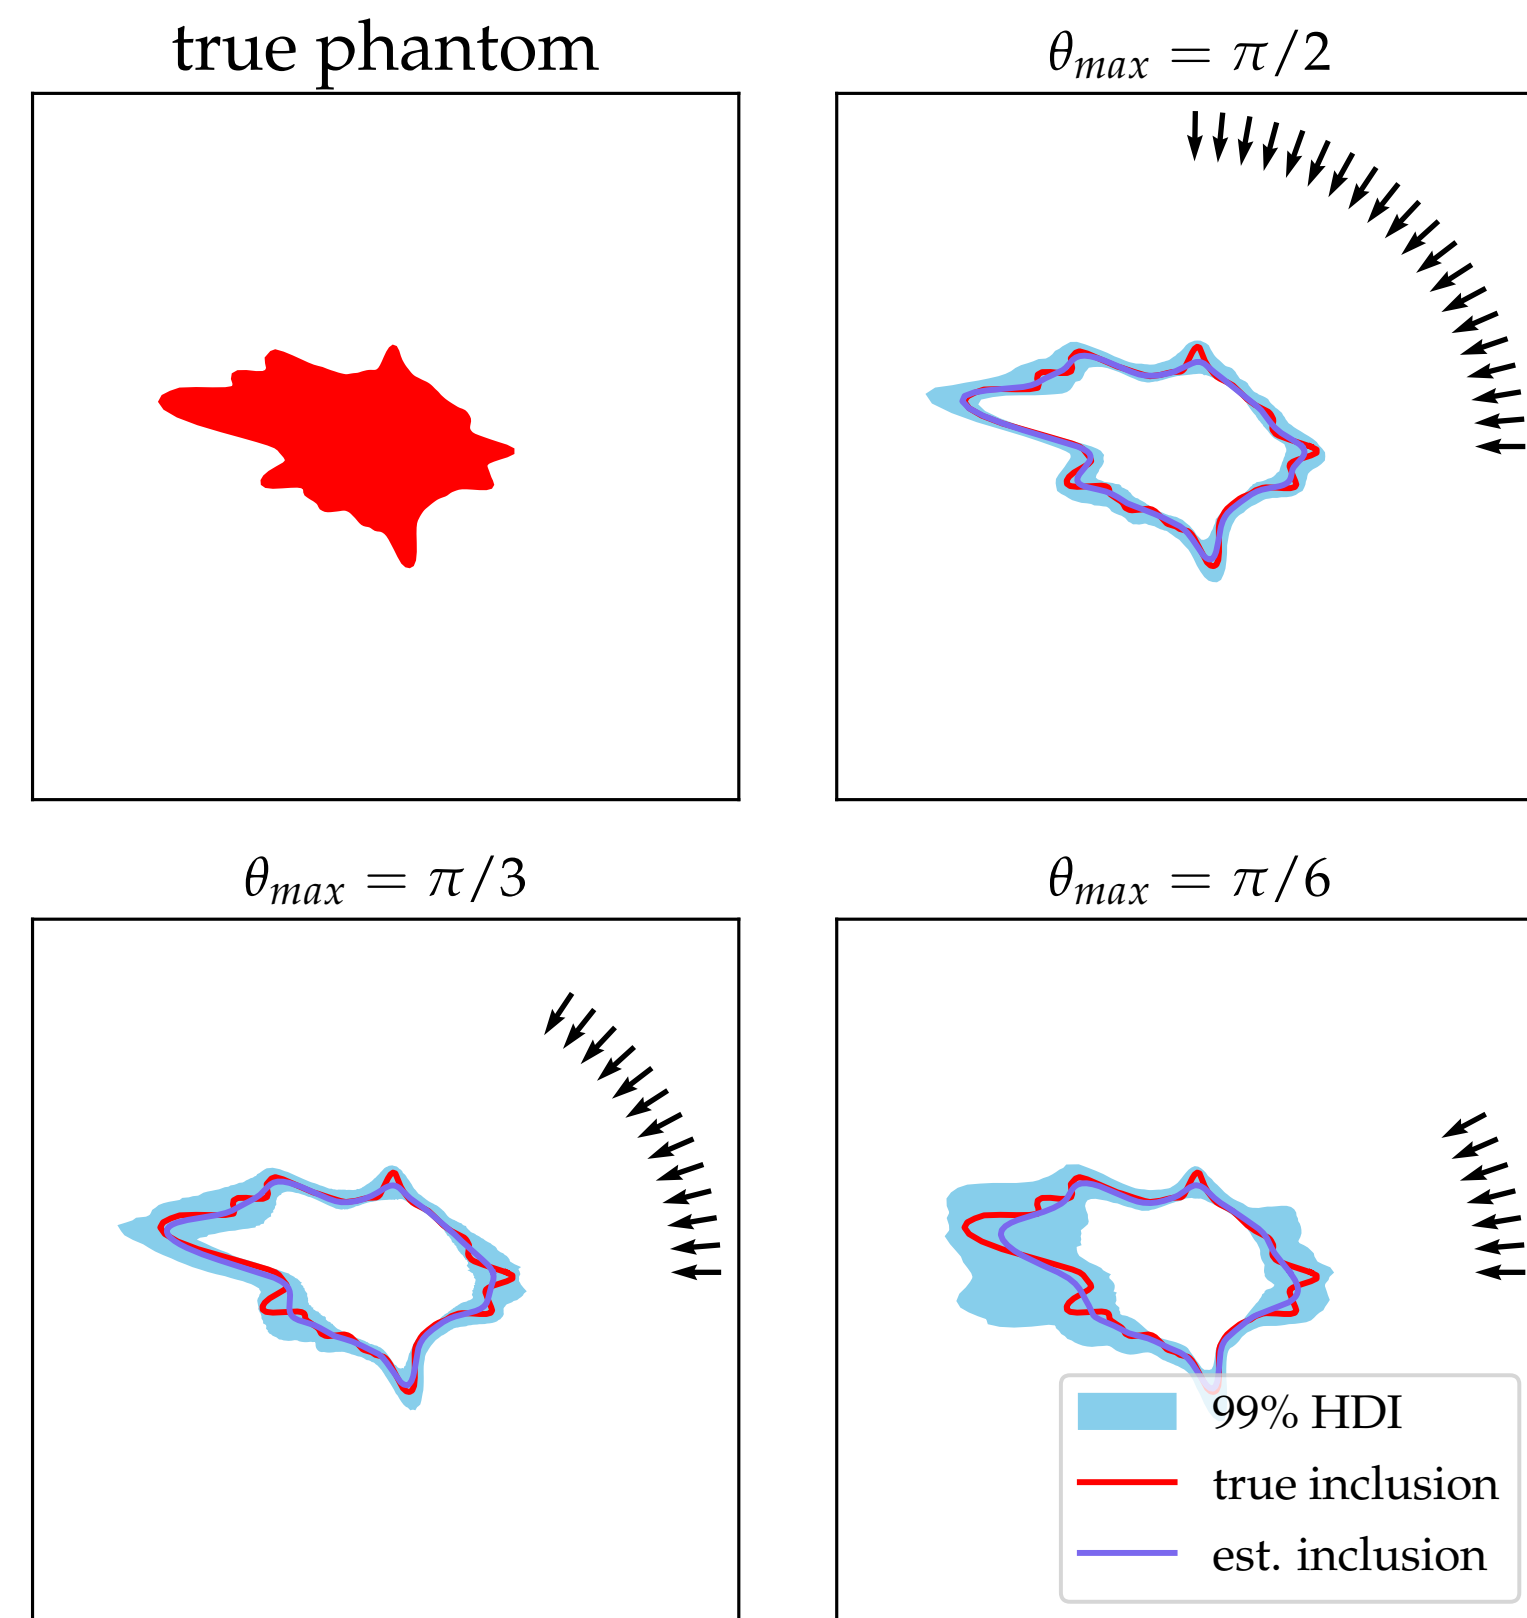 true phantom
θ_max = π/2
θ_max = π/3
θ_max = π/6
99% HDI
true inclusion
est. inclusion